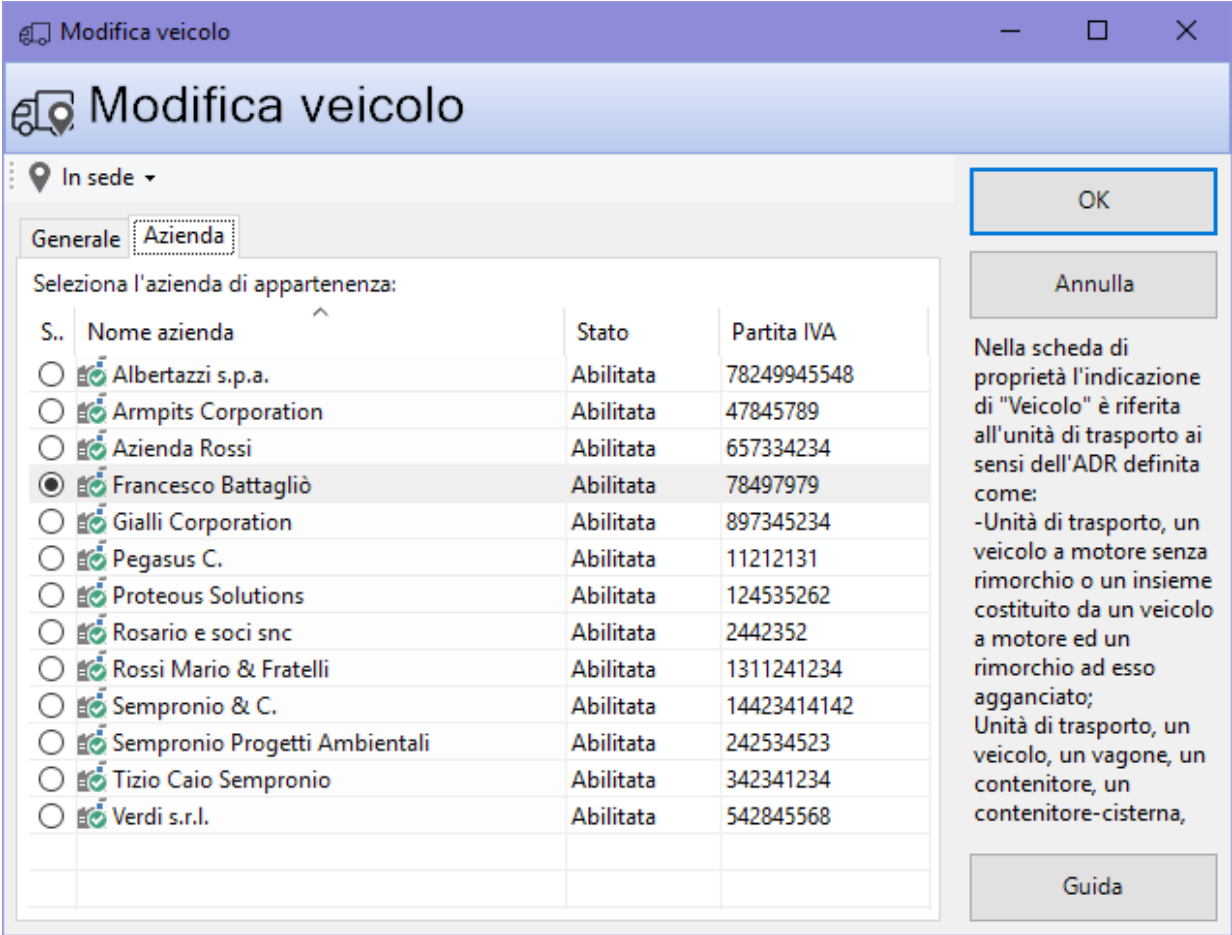 Modifica veicolo
Modifica veicolo
In sede
Generale Azienda
Seleziona l'azienda di appartenenza:
S.. Nome azienda Stato Partita IVA
Albertazzi s.p.a. Abilitata 78249945548
Armpits Corporation Abilitata 47845789
Azienda Rossi Abilitata 657334234
Francesco Battagliò Abilitata 78497979
Gialli Corporation Abilitata 897345234
Pegasus C. Abilitata 11212131
Proteous Solutions Abilitata 124535262
Rosario e soci snc Abilitata 2442352
Rossi Mario & Fratelli Abilitata 1311241234
Sempronio & C. Abilitata 14423414142
Sempronio Progetti Ambientali Abilitata 242534523
Tizio Caio Sempronio Abilitata 342341234
Verdi s.r.l. Abilitata 542845568
OK
Annulla
Nella scheda di
proprietà l'indicazione
di "Veicolo" è riferita
all'unità di trasporto ai
sensi dell'ADR definita
come:
-Unità di trasporto, un
veicolo a motore senza
rimorchio o un insieme
costituito da un veicolo
a motore ed un
rimorchio ad esso
agganciato;
Unità di trasporto, un
veicolo, un vagone, un
contenitore, un
contenitore-cisterna,
Guida